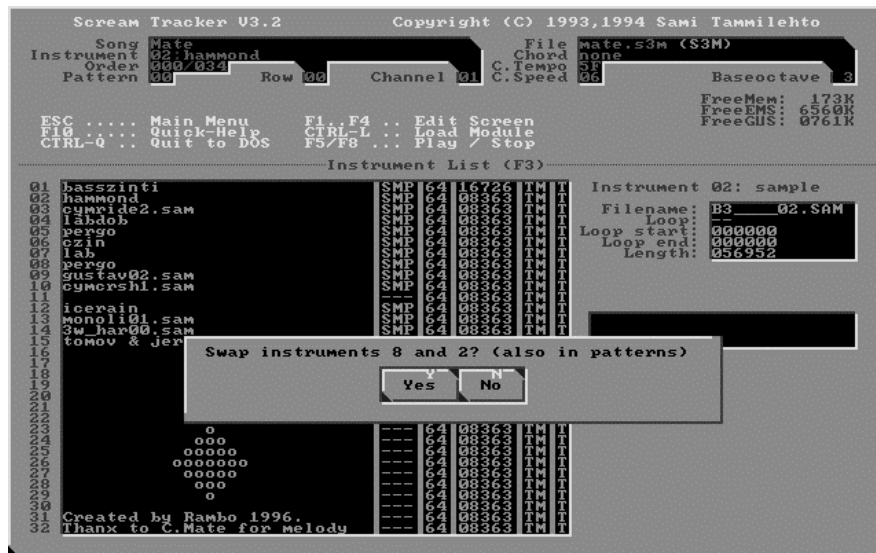 Scream Tracker V3.2 Copyright (C) 1993,1994 Sami Tammilehto
Song Mate File mate.s3m (S3M)
Instrument 02:hammond Chord none
Order 000/034 C.Tempo 5F
Pattern 00 Row 00 Channel 01 C.Speed 06 Baseoctave 3
FreeMem: 173K
FreeEMS: 6560K
FreeGUS: 0761K
ESC ..... Main Menu F1..F4 .. Edit Screen
F10 ..... Quick-Help CTRL-L .. Load Module
CTRL-Q .. Quit to DOS F5/F8 ... Play / Stop
Instrument List (F3)
01 basszinti SMP 64 16726 TM T
02 hammond SMP 64 08363 TM T
03 cymride2.sam SMP 64 08363 TM T
04 labdob SMP 64 08363 TM T
05 pergo SMP 64 08363 TM T
06 czin SMP 64 08363 TM T
07 lab SMP 64 08363 TM T
08 pergo SMP 64 08363 TM T
09 gustav02.sam SMP 64 08363 TM T
10 cymcrsh1.sam SMP 64 08363 TM T
11 --- 64 08363 TM T
12 icerain SMP 64 08363 TM T
13 monoli01.sam SMP 64 08363 TM T
14 3w_har00.sam SMP 64 08363 TM T
15 tomov & jer
16
17
18
19
20
21
22
23 o --- 64 08363 TM T
24 ooo --- 64 08363 TM T
25 ooooo --- 64 08363 TM T
26 ooooooo --- 64 08363 TM T
27 ooooo --- 64 08363 TM T
28 ooo --- 64 08363 TM T
29 o --- 64 08363 TM T
30 --- 64 08363 TM T
31 Created by Rambo 1996. --- 64 08363 TM T
32 Thanx to C.Mate for melody --- 64 08363 TM T
Instrument 02: sample
Filename: B3____02.SAM
Loop: --
Loop start: 000000
Loop end: 000000
Length: 056952
Swap instruments 8 and 2? (also in patterns)
Y N
Yes No